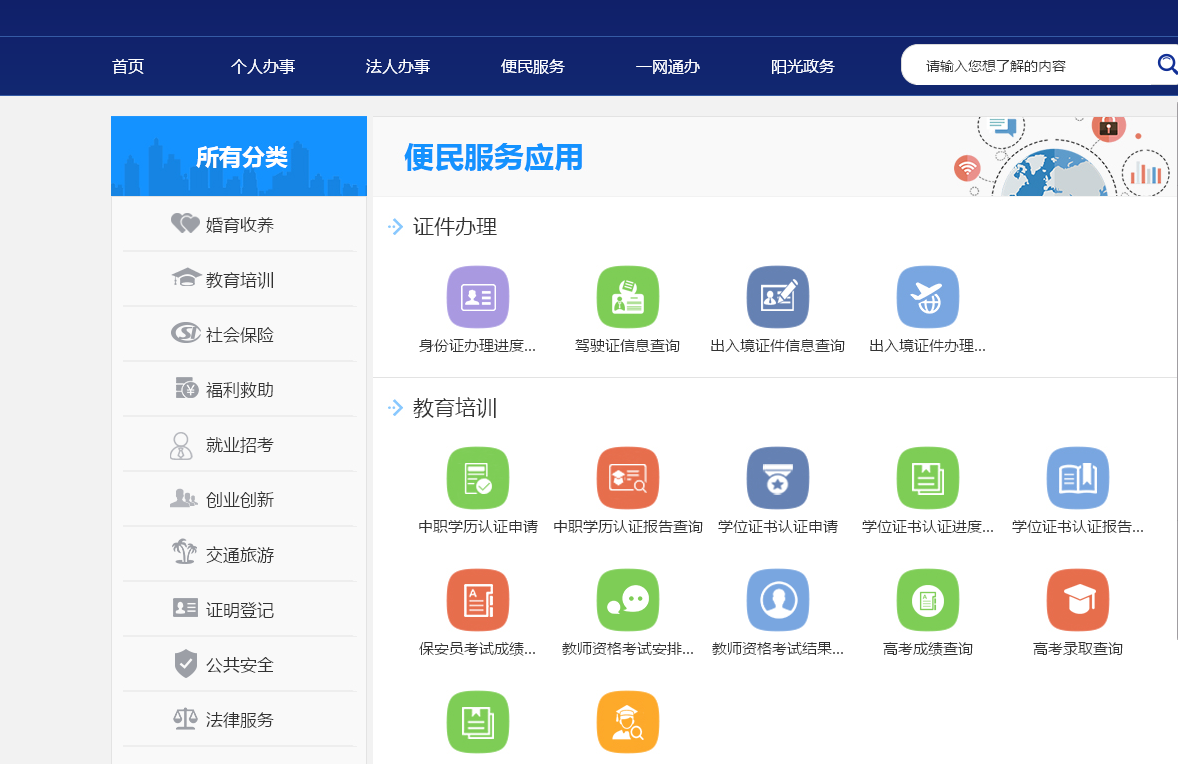 首页
个人办事
法人办事
便民服务
一网通办
阳光政务
请输入您想了解的内容
所有分类
婚育收养
教育培训
社会保险
福利救助
就业招考
创业创新
交通旅游
证明登记
公共安全
法律服务
便民服务应用
证件办理
身份证办理进度...
驾驶证信息查询
出入境证件信息查询
出入境证件办理...
教育培训
中职学历认证申请
中职学历认证报告查询
学位证书认证申请
学位证书认证进度...
学位证书认证报告...
保安员考试成绩...
教师资格考试安排...
教师资格考试结果...
高考成绩查询
高考录取查询